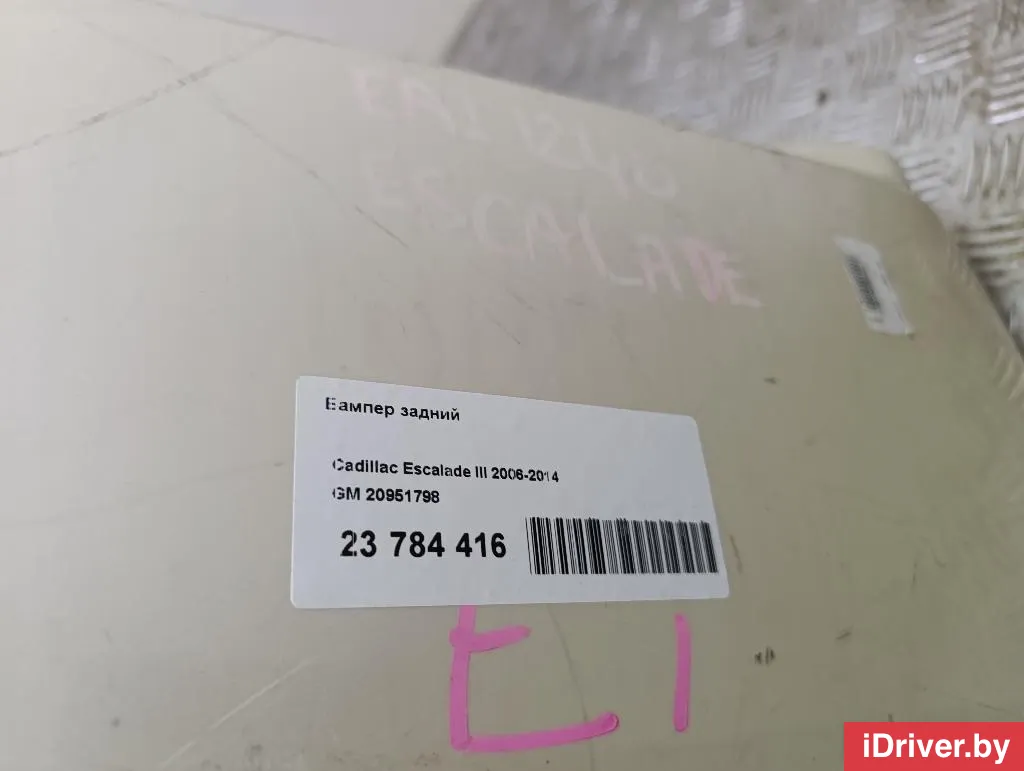 ESCALADE
Бампер задний
Cadillac Escalade III 2006-2014
GM 20951798
23 784 416
E1
iDriver.by